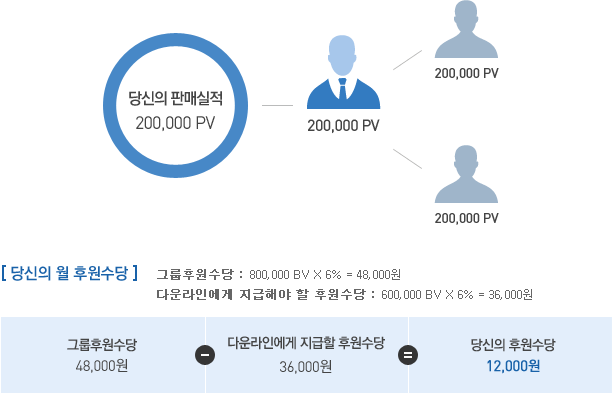 당신의 판매실적
200,000 PV
200,000 PV
200,000 PV
200,000 PV
[ 당신의 월 후원수당 ]
그룹후원수당 : 800,000 BV X 6% = 48,000원
다운라인에게 지급해야 할 후원수당 : 600,000 BV X 6% = 36,000원
그룹후원수당
48,000원
-
다운라인에게 지급할 후원수당
36,000원
=
당신의 후원수당
12,000원